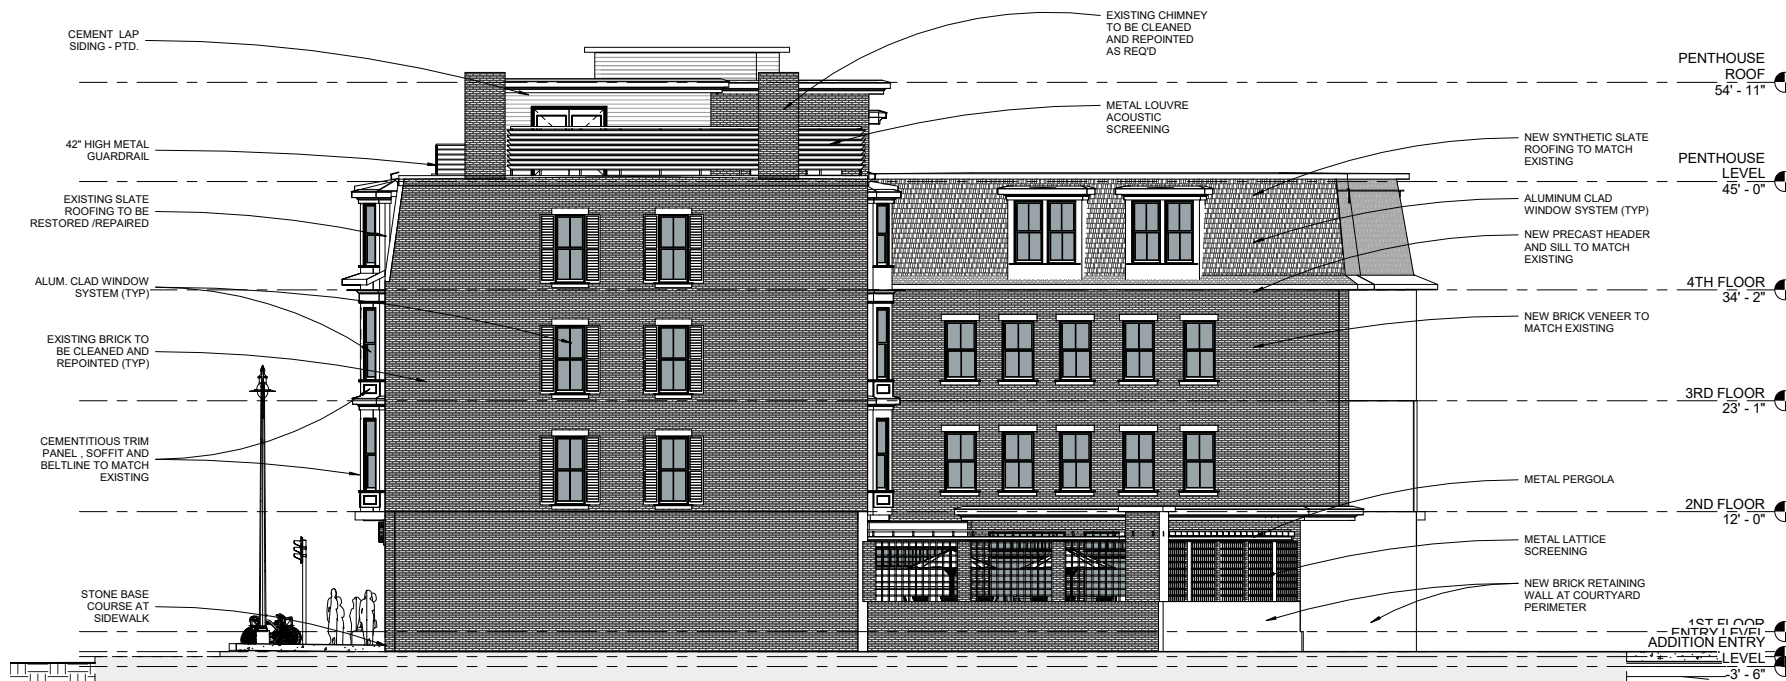 CEMENT LAP
SIDING - PTD.
42" HIGH METAL
GUARDRAIL
EXISTING SLATE
ROOFING TO BE
RESTORED /REPAIRED
ALUM. CLAD WINDOW
SYSTEM (TYP)
EXISTING BRICK TO
BE CLEANED AND
REPOINTED (TYP)
CEMENTITIOUS TRIM
PANEL , SOFFIT AND
BELTLINE TO MATCH
EXISTING
STONE BASE
COURSE AT
SIDEWALK
EXISTING CHIMNEY
TO BE CLEANED
AND REPOINTED
AS REQ'D
METAL LOUVRE
ACOUSTIC
SCREENING
NEW SYNTHETIC SLATE
ROOFING TO MATCH
EXISTING
ALUMINUM CLAD
WINDOW SYSTEM (TYP)
NEW PRECAST HEADER
AND SILL TO MATCH
EXISTING
NEW BRICK VENEER TO
MATCH EXISTING
METAL PERGOLA
METAL LATTICE
SCREENING
NEW BRICK RETAINING
WALL AT COURTYARD
PERIMETER
PENTHOUSE
ROOF
54' - 11"
PENTHOUSE
LEVEL
45' - 0"
4TH FLOOR
34' - 2"
3RD FLOOR
23' - 1"
2ND FLOOR
12' - 0"
1ST FLOOR
ENTRY LEVEL
ADDITION ENTRY
LEVEL
-3' - 6"